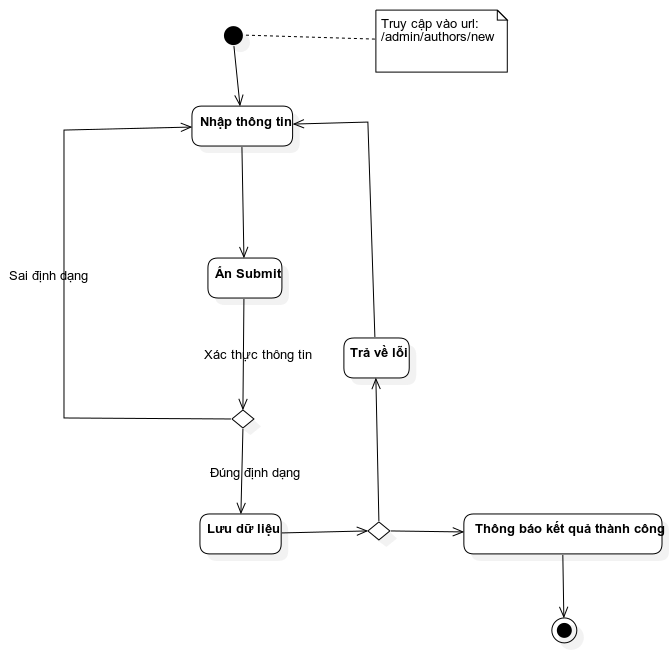 Truy cập vào url:
/admin/authors/new
Nhập thông tin
Ấn Submit
Sai định dạng
Xác thực thông tin
Trả về lỗi
Đúng định dạng
Lưu dữ liệu
Thông báo kết quả thành công